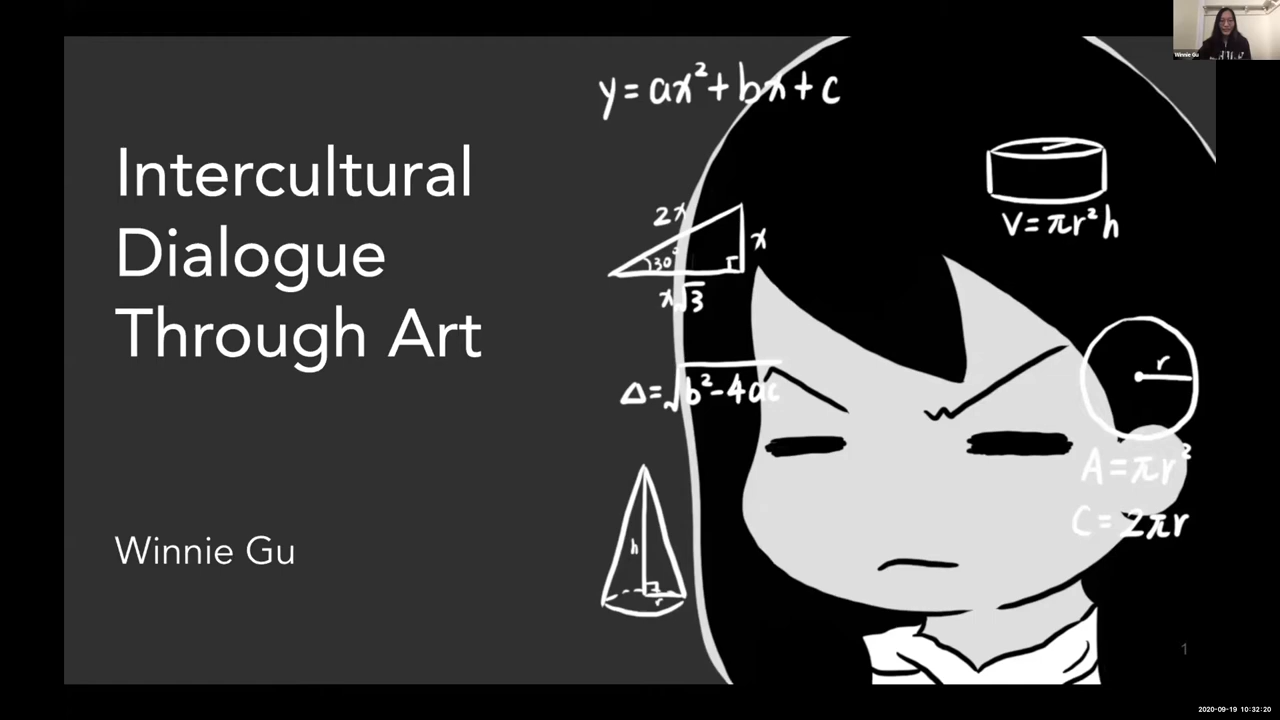 Winnie Gu
y=ax²+bx+c
Intercultural
Dialogue
Through Art
V=πr²h
2x
x
30°
x√3
r
Δ=√b²-4ac
A=πr²
C=2πr
h
r
Winnie Gu
1
2020-09-19 10:32:20